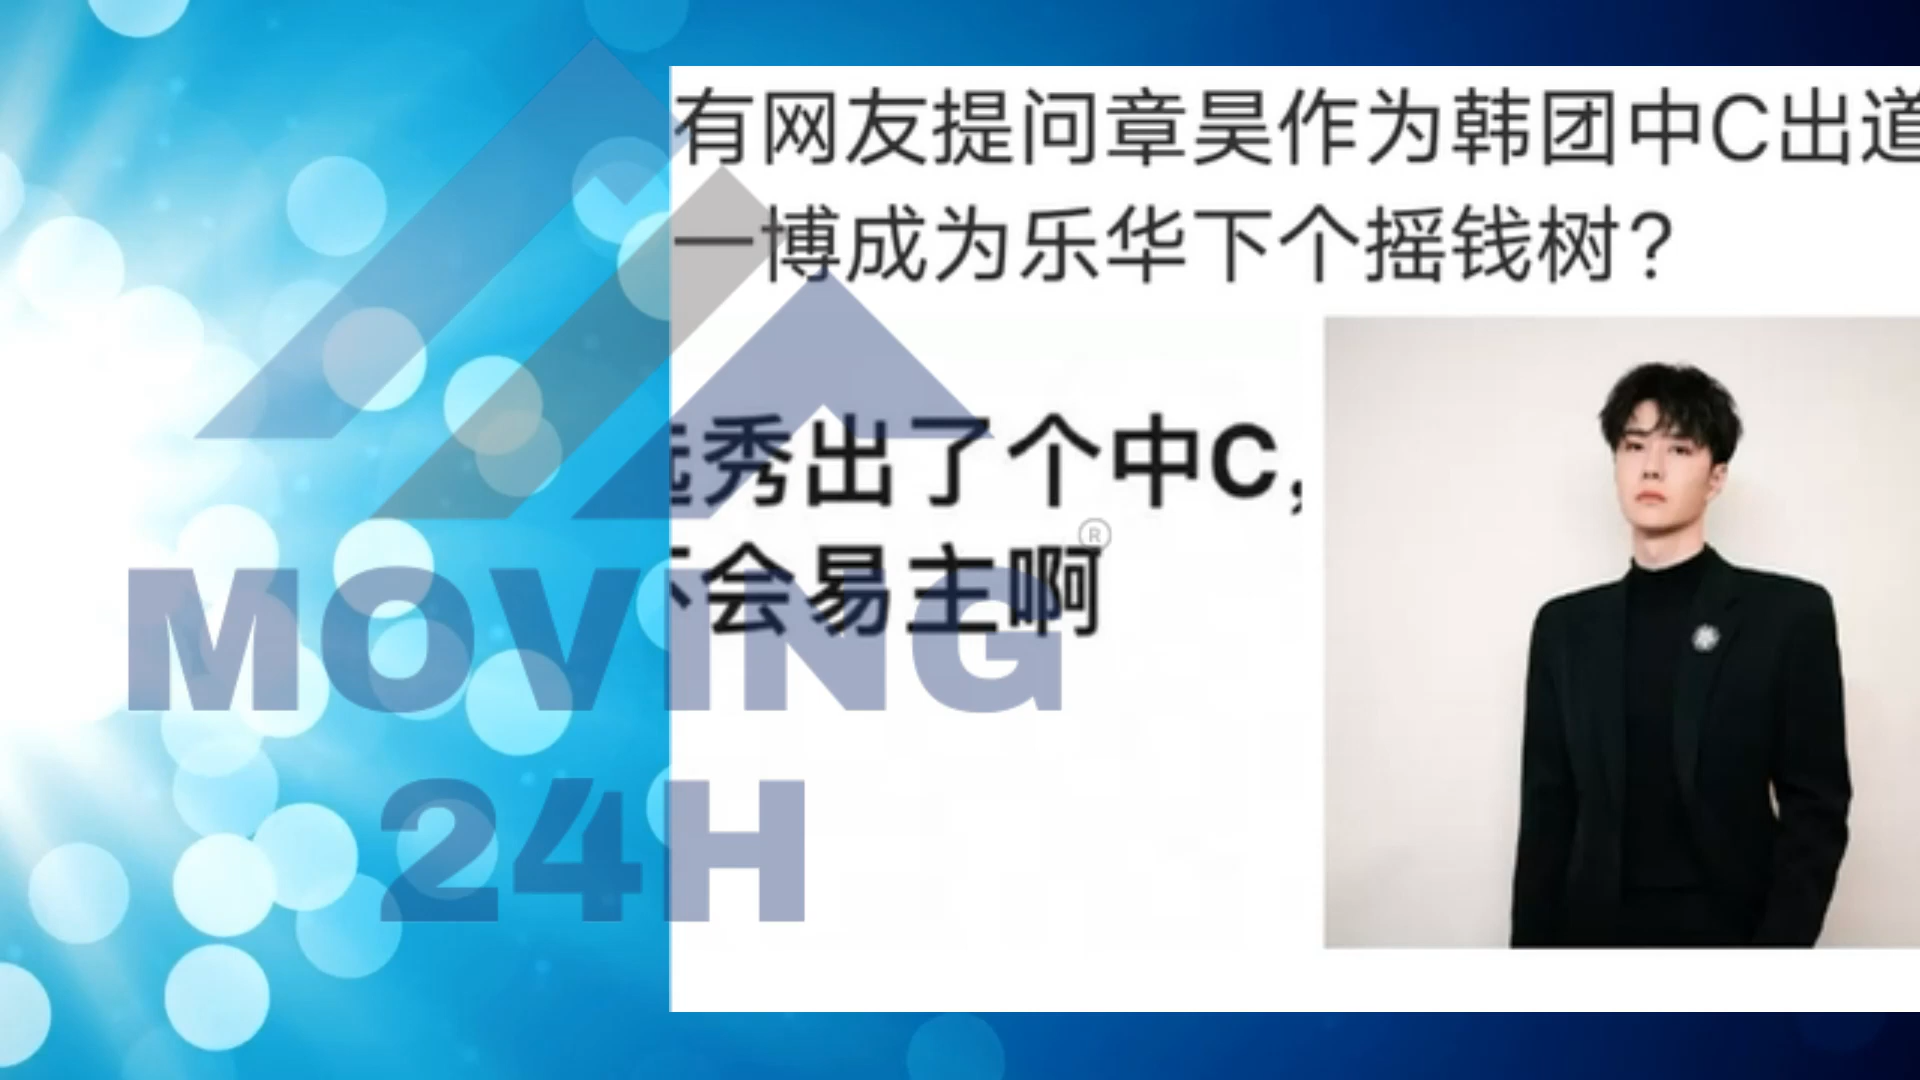 有网友提问章昊作为韩团中C出道
一博成为乐华下个摇钱树？
秀出了个中C，
会易主啊
®
MOVING
24H